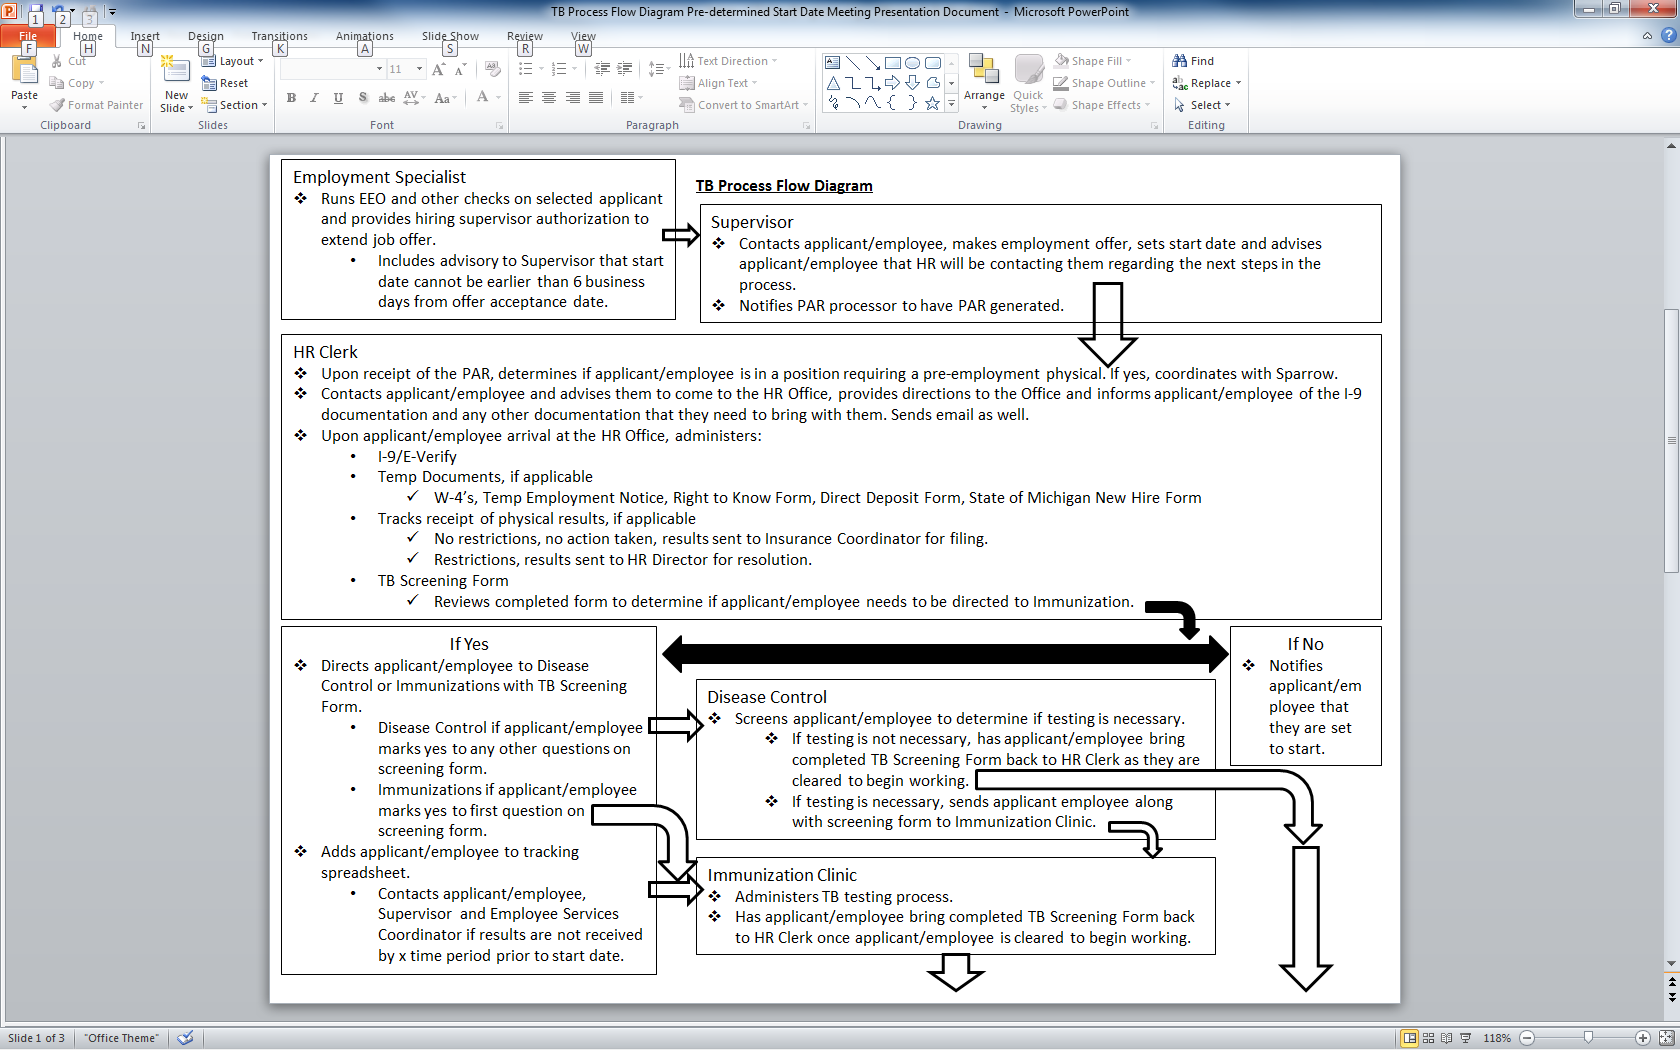 TB Process Flow Diagram Pre-determined Start Date Meeting Presentation Document - Microsoft PowerPoint
1 2 3
File Home Insert Design Transitions Animations Slide Show Review View
F H N G K A S R W
Paste
Cut
Copy
Format Painter
Clipboard
New
Slide
Layout
Reset
Section
Slides
11
B I U S abc AV Aa A
Font
Text Direction
Align Text
Convert to SmartArt
Paragraph
Arrange
Quick
Styles
Shape Fill
Shape Outline
Shape Effects
Drawing
Find
Replace
Select
Editing
Employment Specialist
Runs EEO and other checks on selected applicant
and provides hiring supervisor authorization to
extend job offer.
Includes advisory to Supervisor that start
date cannot be earlier than 6 business
days from offer acceptance date.
TB Process Flow Diagram
Supervisor
Contacts applicant/employee, makes employment offer, sets start date and advises
applicant/employee that HR will be contacting them regarding the next steps in the
process.
Notifies PAR processor to have PAR generated.
HR Clerk
Upon receipt of the PAR, determines if applicant/employee is in a position requiring a pre-employment physical. If yes, coordinates with Sparrow.
Contacts applicant/employee and advises them to come to the HR Office, provides directions to the Office and informs applicant/employee of the I-9
documentation and any other documentation that they need to bring with them. Sends email as well.
Upon applicant/employee arrival at the HR Office, administers:
I-9/E-Verify
Temp Documents, if applicable
W-4's, Temp Employment Notice, Right to Know Form, Direct Deposit Form, State of Michigan New Hire Form
Tracks receipt of physical results, if applicable
No restrictions, no action taken, results sent to Insurance Coordinator for filing.
Restrictions, results sent to HR Director for resolution.
TB Screening Form
Reviews completed form to determine if applicant/employee needs to be directed to Immunization.
If Yes
Directs applicant/employee to Disease
Control or Immunizations with TB Screening
Form.
Disease Control if applicant/employee
marks yes to any other questions on
screening form.
Immunizations if applicant/employee
marks yes to first question on
screening form.
Adds applicant/employee to tracking
spreadsheet.
Contacts applicant/employee,
Supervisor and Employee Services
Coordinator if results are not received
by x time period prior to start date.
Disease Control
Screens applicant/employee to determine if testing is necessary.
If testing is not necessary, has applicant/employee bring
completed TB Screening Form back to HR Clerk as they are
cleared to begin working.
If testing is necessary, sends applicant employee along
with screening form to Immunization Clinic.
Immunization Clinic
Administers TB testing process.
Has applicant/employee bring completed TB Screening Form back
to HR Clerk once applicant/employee is cleared to begin working.
If No
Notifies
applicant/em
ployee that
they are set
to start.
Slide 1 of 3 "Office Theme" 118%